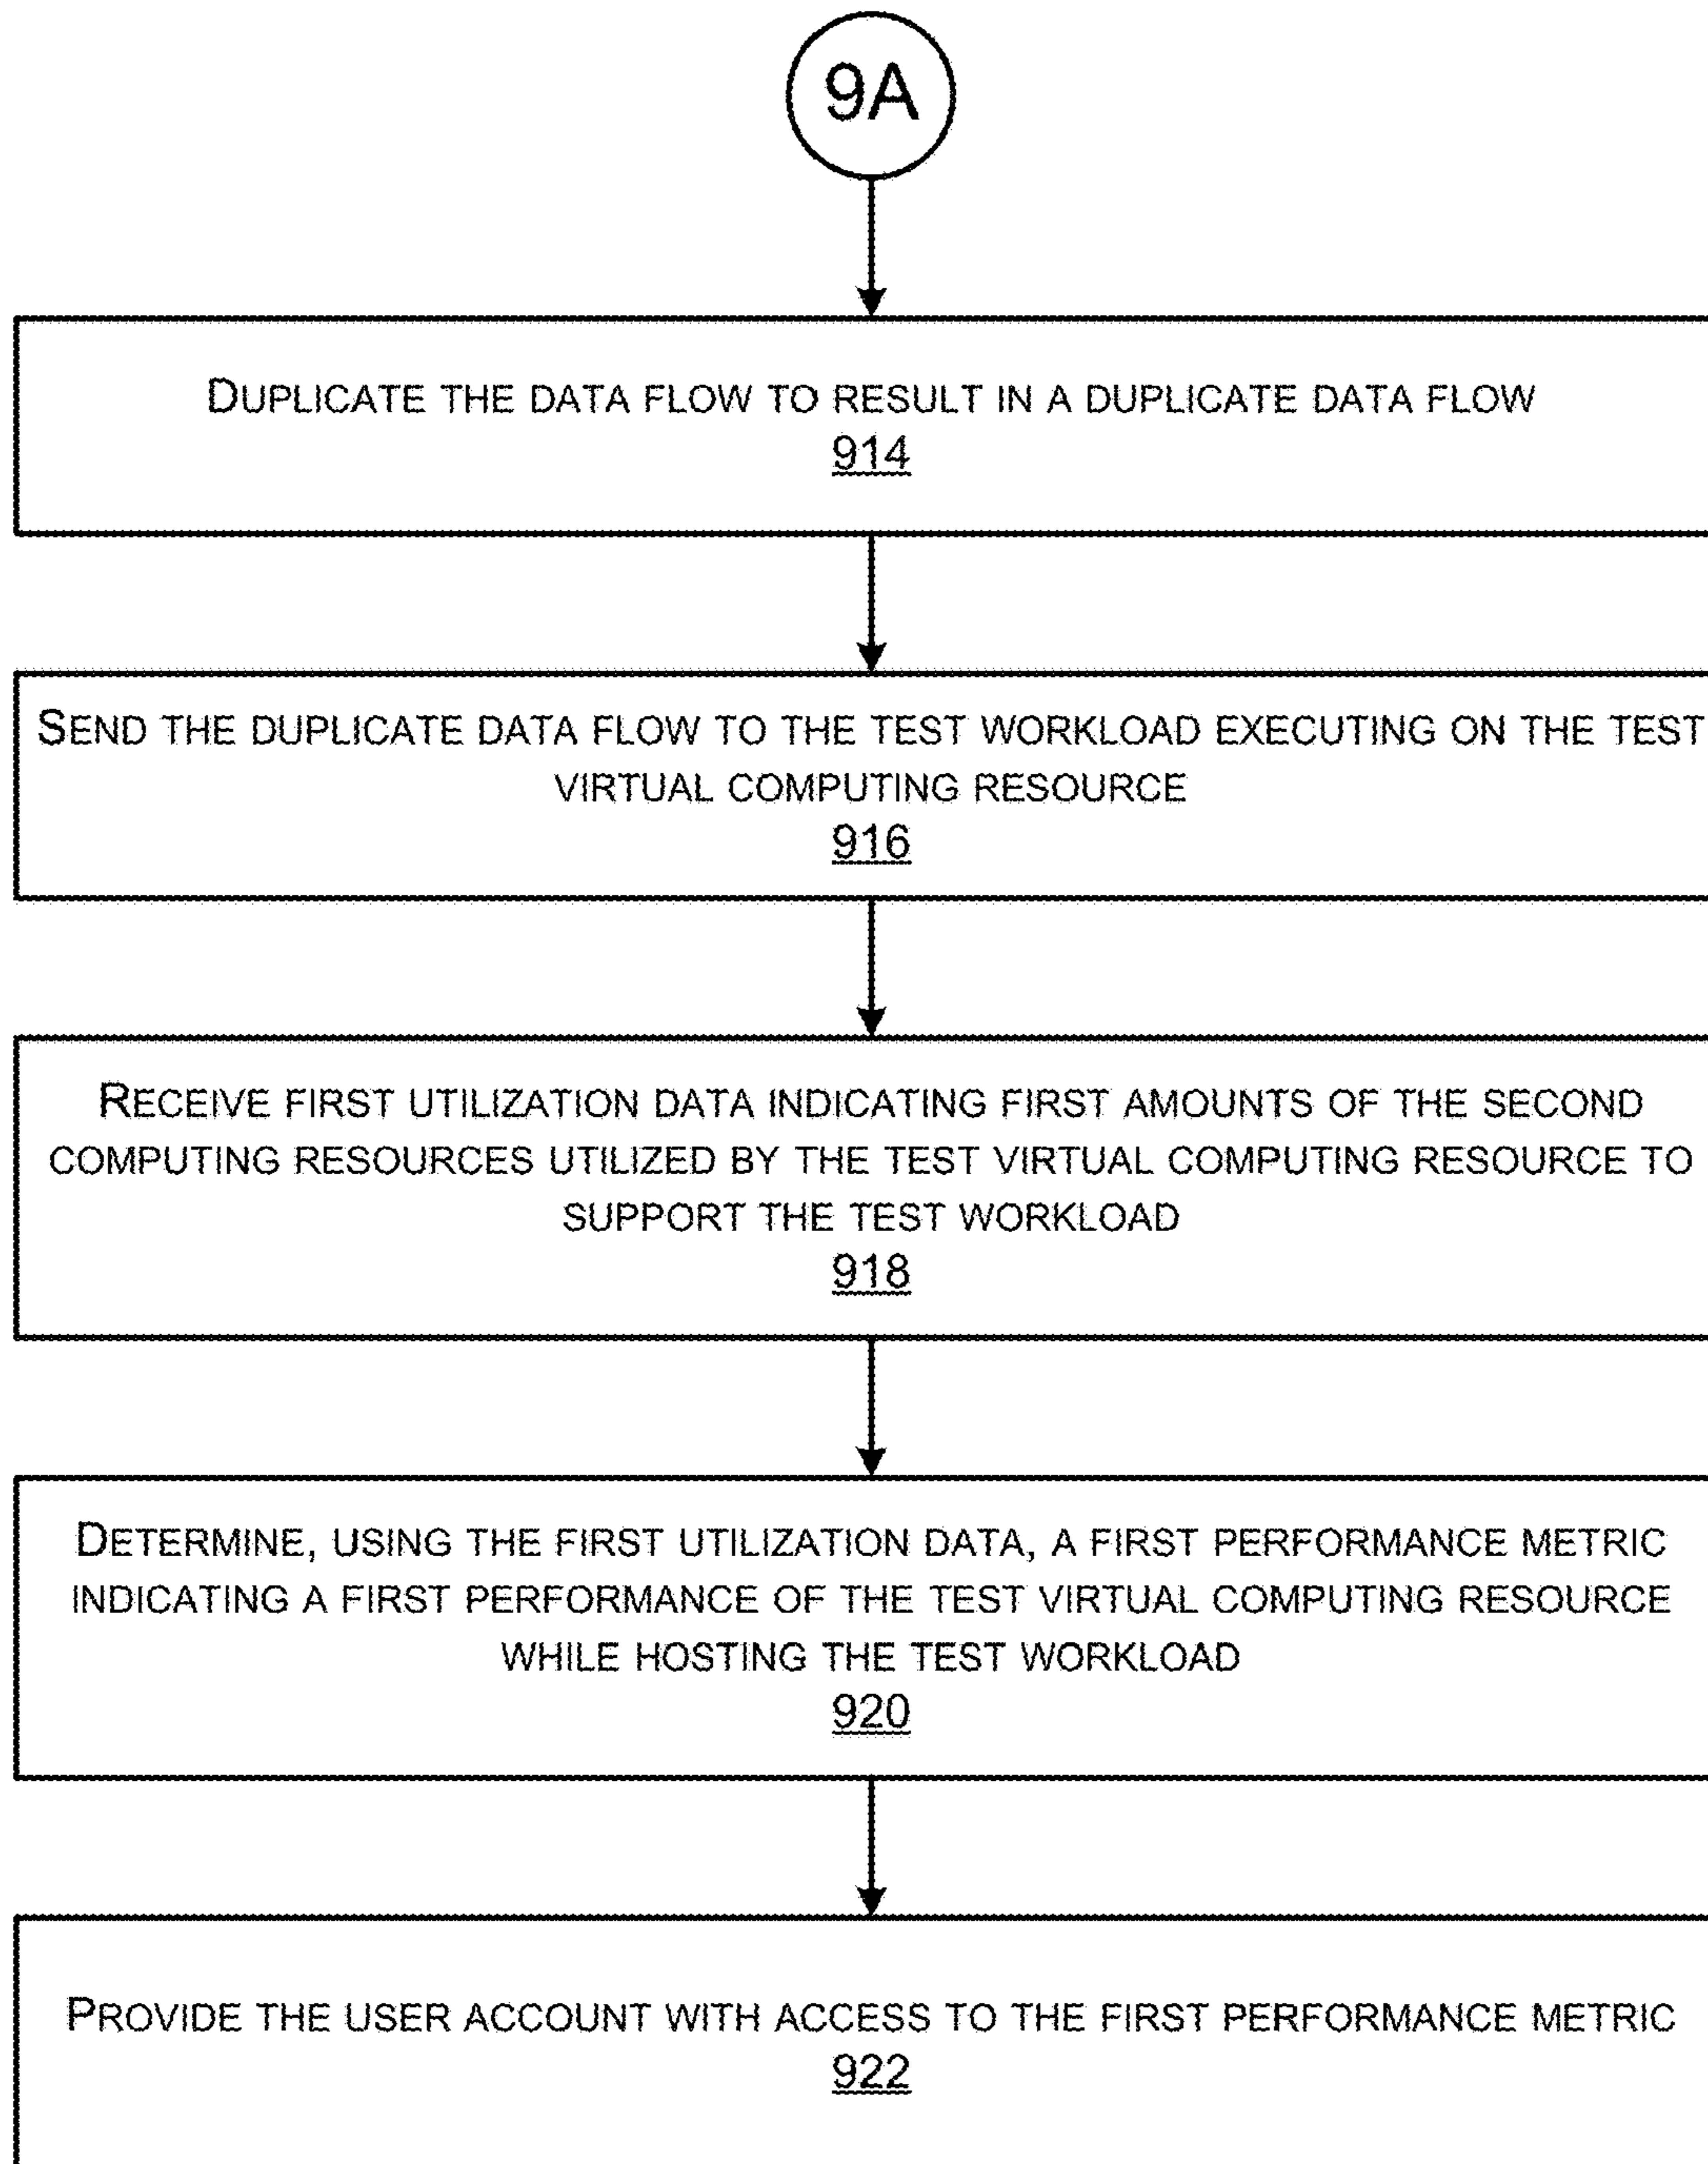 9A
DUPLICATE THE DATA FLOW TO RESULT IN A DUPLICATE DATA FLOW
914
SEND THE DUPLICATE DATA FLOW TO THE TEST WORKLOAD EXECUTING ON THE TEST
VIRTUAL COMPUTING RESOURCE
916
RECEIVE FIRST UTILIZATION DATA INDICATING FIRST AMOUNTS OF THE SECOND
COMPUTING RESOURCES UTILIZED BY THE TEST VIRTUAL COMPUTING RESOURCE TO
SUPPORT THE TEST WORKLOAD
918
DETERMINE, USING THE FIRST UTILIZATION DATA, A FIRST PERFORMANCE METRIC
INDICATING A FIRST PERFORMANCE OF THE TEST VIRTUAL COMPUTING RESOURCE
WHILE HOSTING THE TEST WORKLOAD
920
PROVIDE THE USER ACCOUNT WITH ACCESS TO THE FIRST PERFORMANCE METRIC
922